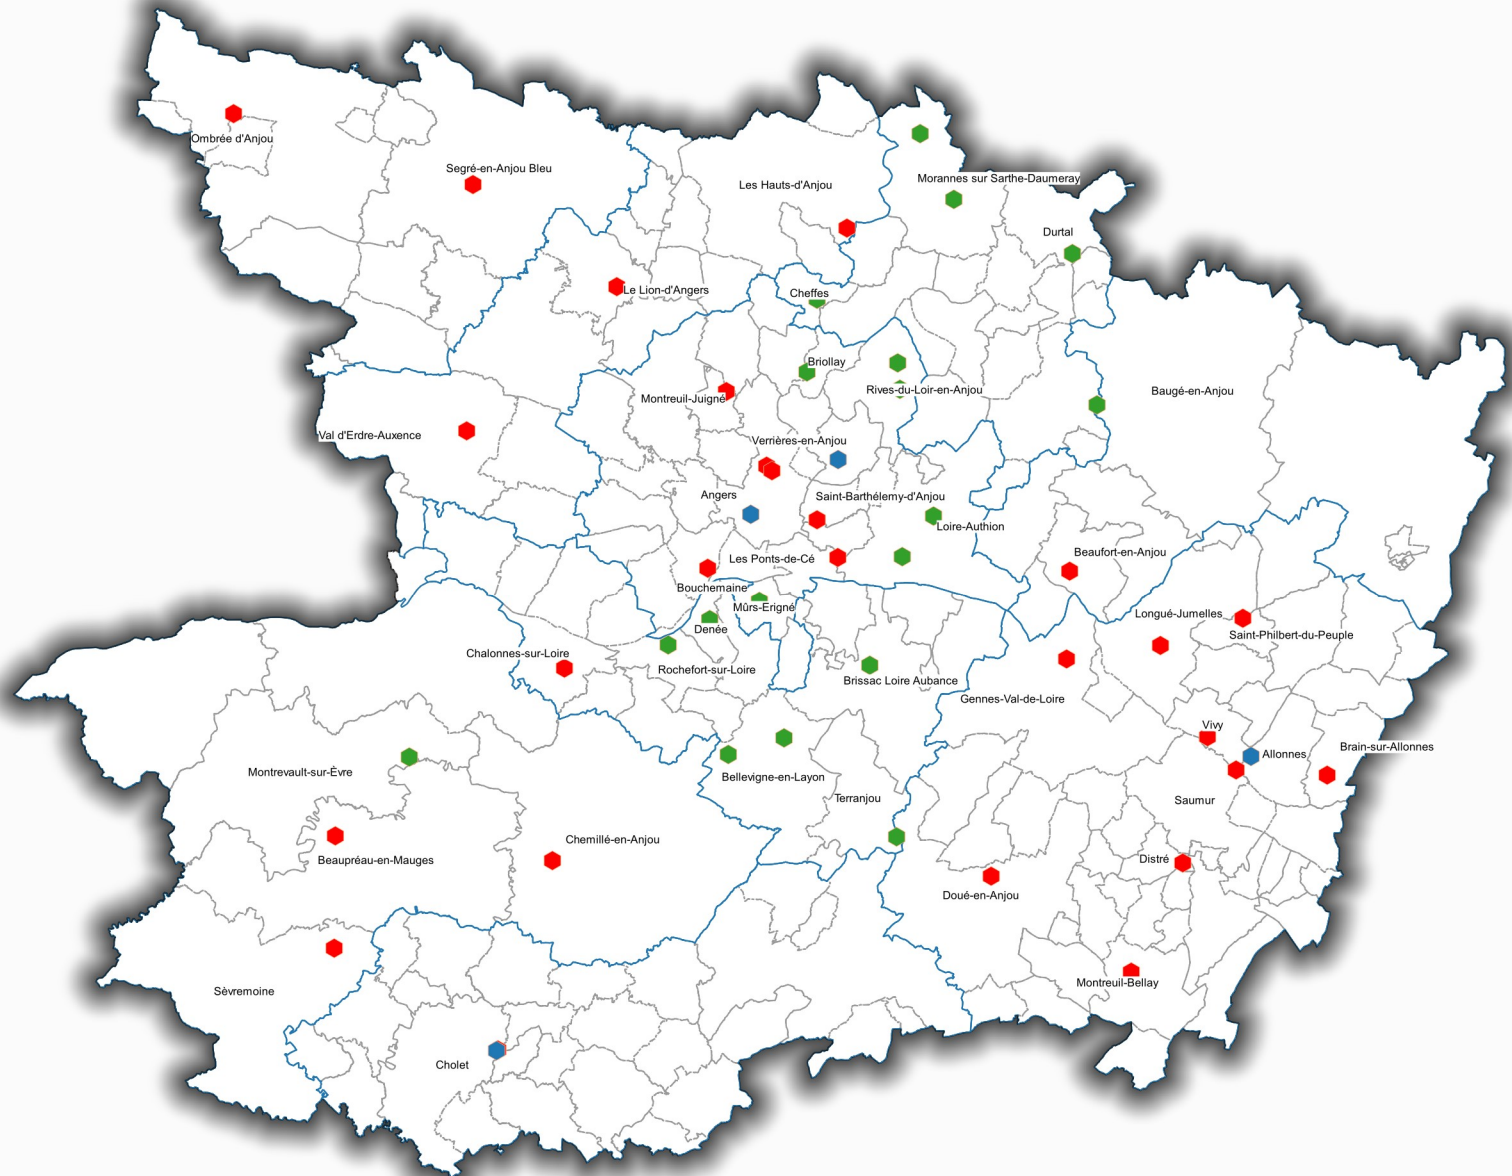 Ombrée d'Anjou
Segré-en-Anjou Bleu
Les Hauts-d'Anjou
Morannes sur Sarthe-Daumeray
Durtal
Le Lion-d'Angers
Cheffes
Briollay
Rives-du-Loir-en-Anjou
Baugé-en-Anjou
Montreuil-Juigné
Val d'Erdre-Auxence
Verrières-en-Anjou
Angers
Saint-Barthélemy-d'Anjou
Loire-Authion
Beaufort-en-Anjou
Les Ponts-de-Cé
Bouchemaine
Mûrs-Erigné
Longué-Jumelles
Denée
Saint-Philbert-du-Peuple
Chalonnes-sur-Loire
Rochefort-sur-Loire
Brissac Loire Aubance
Gennes-Val-de-Loire
Vivy
Allonnes
Brain-sur-Allonnes
Montrevault-sur-Èvre
Bellevigne-en-Layon
Terranjou
Saumur
Chemillé-en-Anjou
Beaupréau-en-Mauges
Distré
Doué-en-Anjou
Montreuil-Bellay
Sèvremoine
Cholet